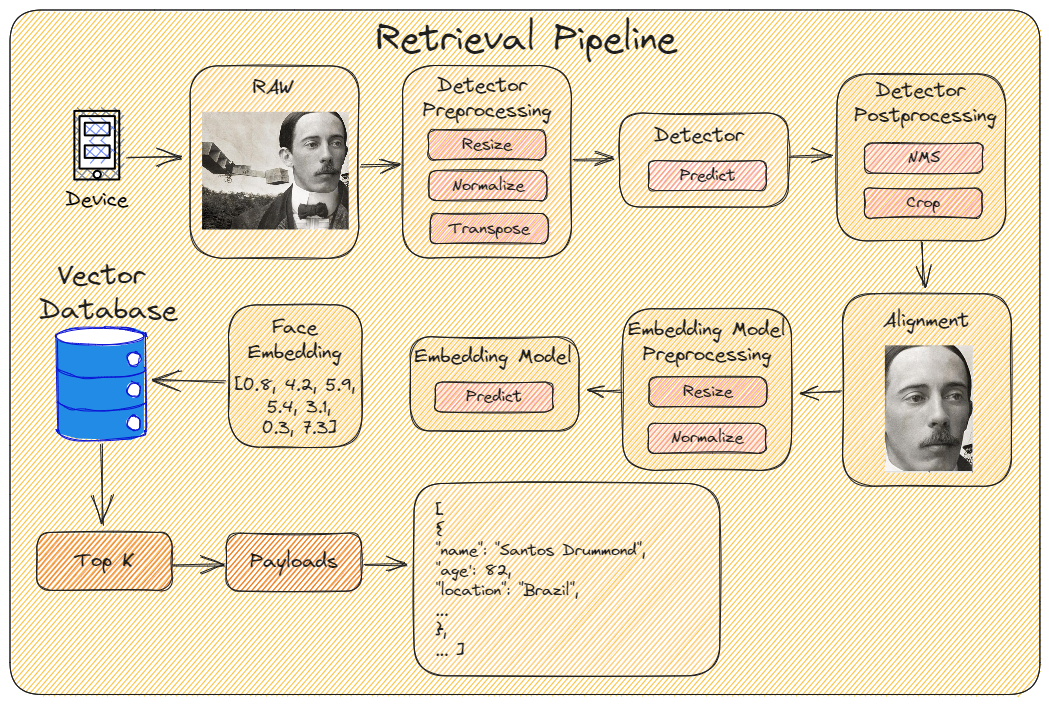 Retrieval Pipeline
Device
RAW
Detector
Preprocessing
Resize
Normalize
Transpose
Detector
Predict
Detector
Postprocessing
NMS
Crop
Alignment
Embedding Model
Preprocessing
Resize
Normalize
Embedding Model
Predict
Face
Embedding
[0.8, 4.2, 5.9,
5.4, 3.1,
0.3, 7.3]
Vector
Database
Top K
Payloads
[
{
"name": "Santos Drummond",
"age': 82,
"location": "Brazil",
...
},
... ]